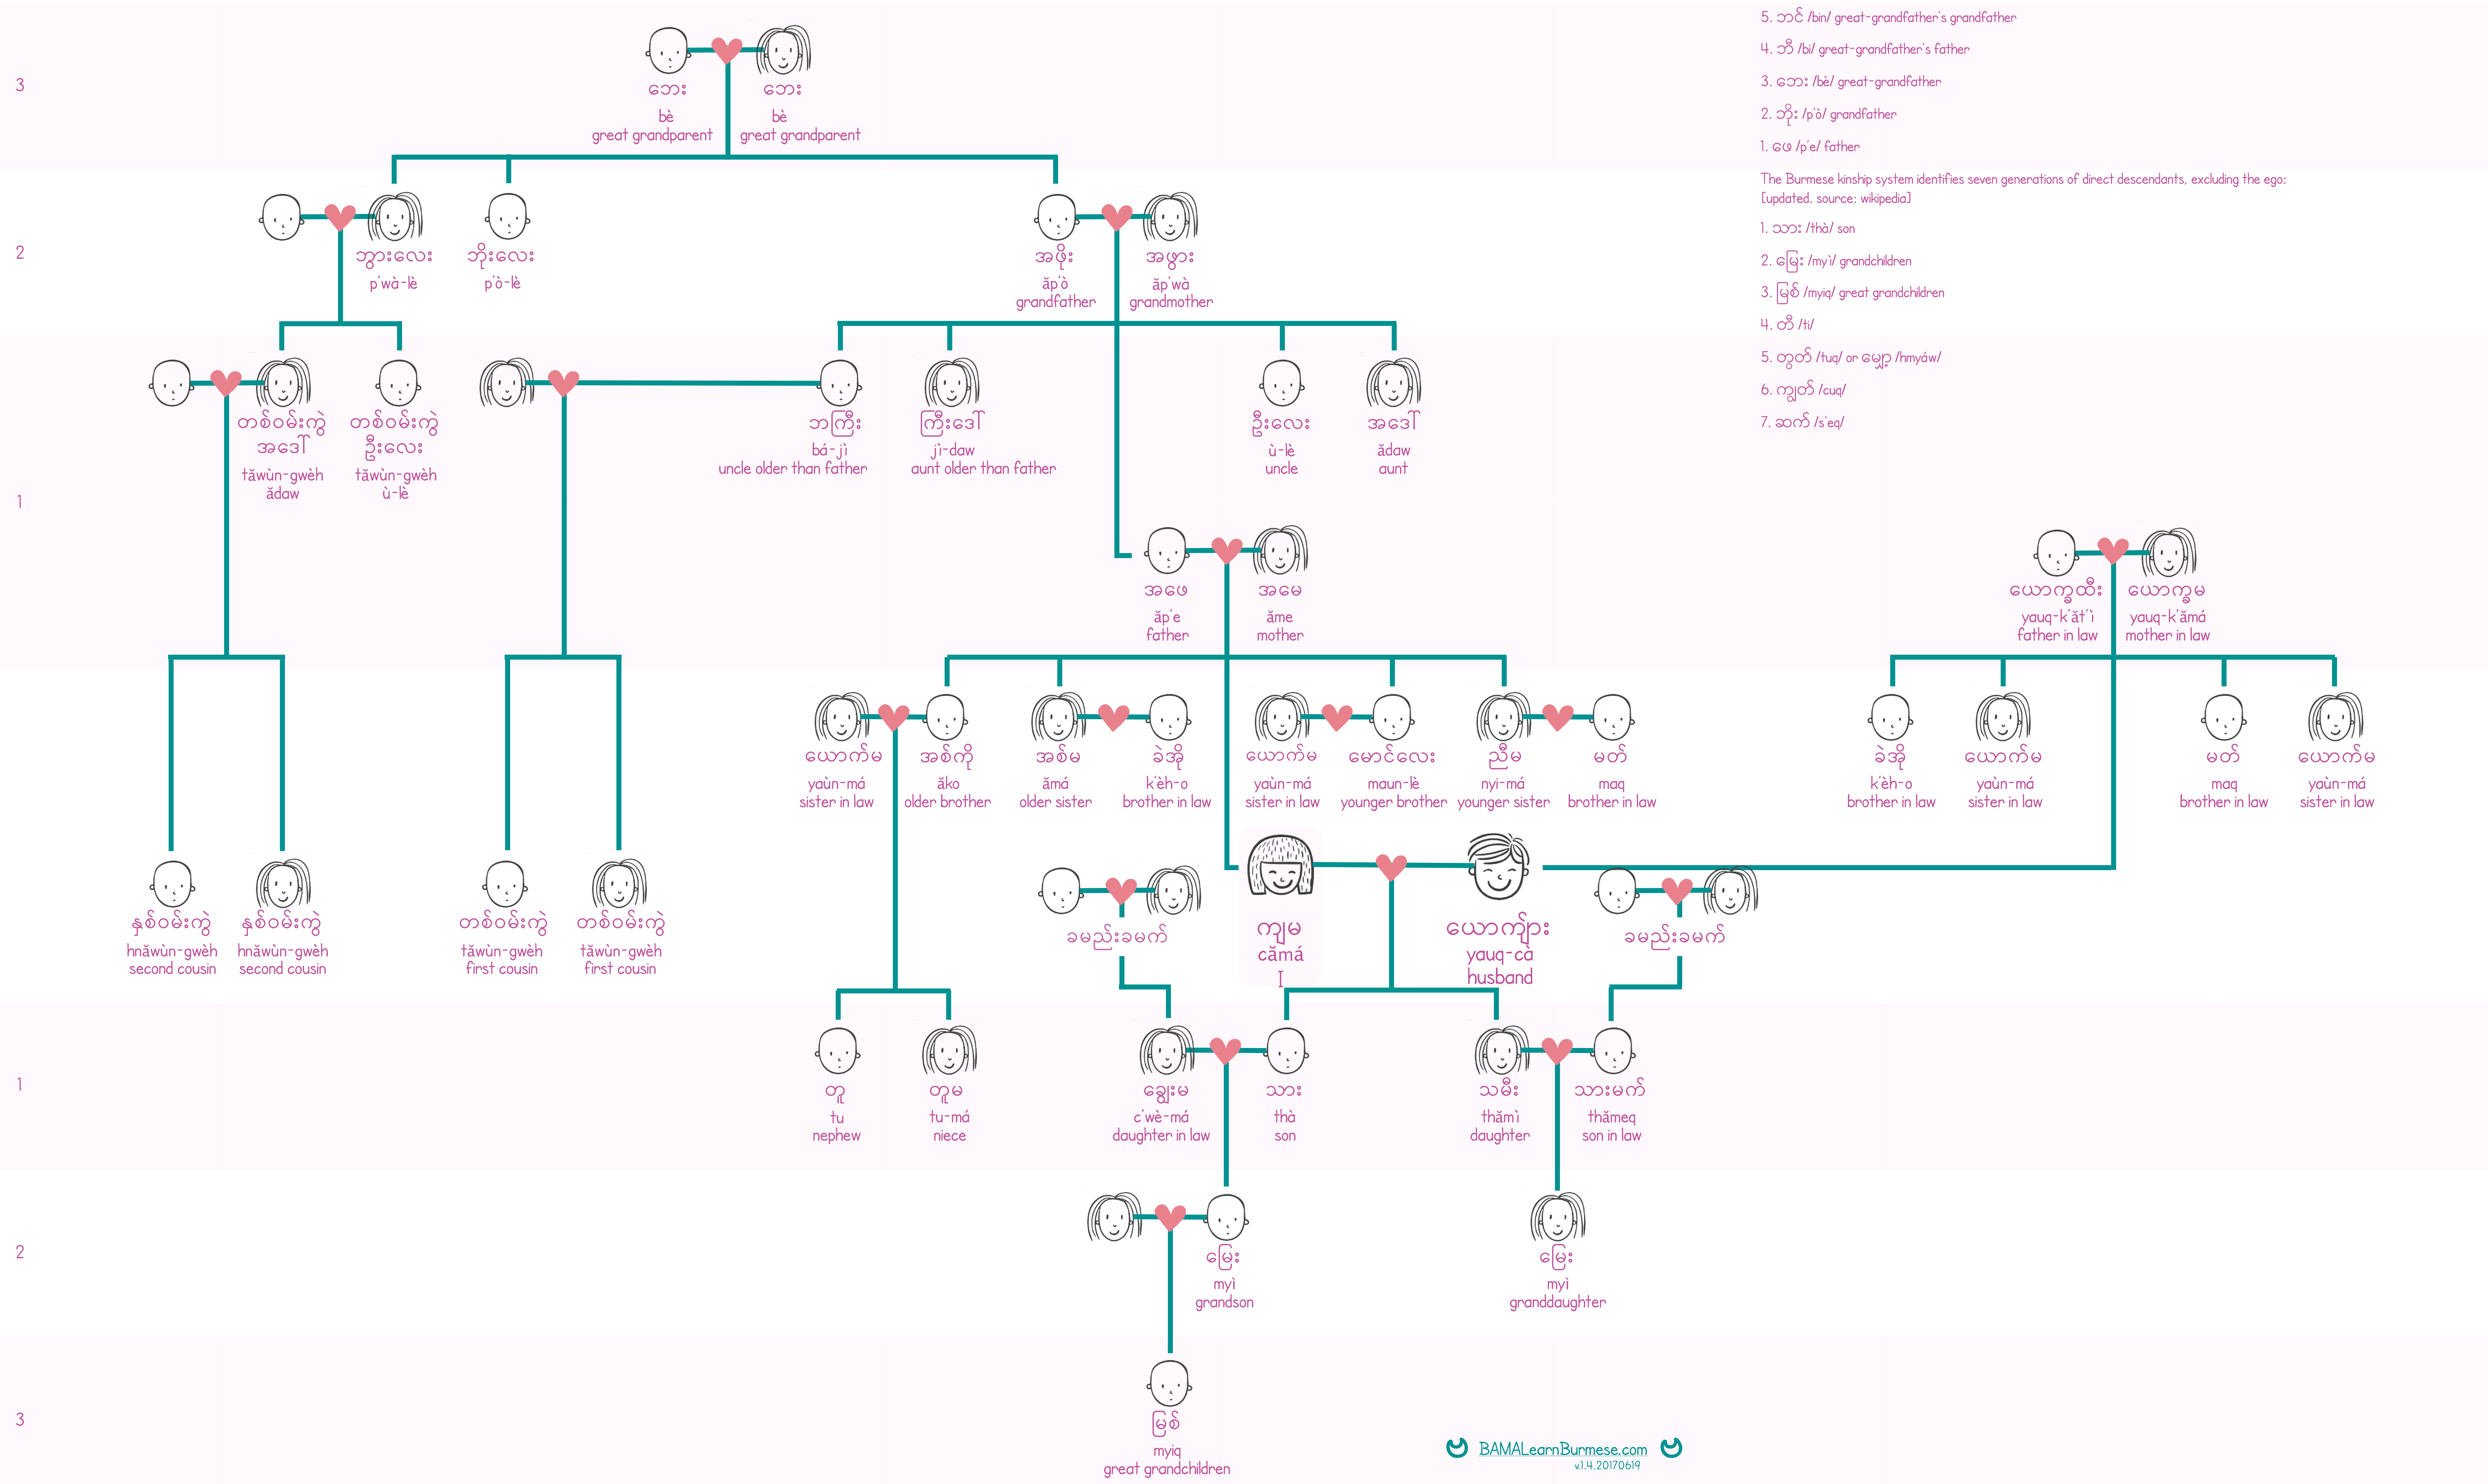 5. ဘင် /bin/ great-grandfather's grandfather
4. ဘီ /bi/ great-grandfather's father
3. ဘေး /bè/ great-grandfather
2. ဘိုး /p'ò/ grandfather
1. ဖေ /p'e/ father
The Burmese kinship system identifies seven generations of direct descendants, excluding the ego:
[updated. source: wikipedia]
1. သား /thà/ son
2. မြေး /myì/ grandchildren
3. မြစ် /myiq/ great grandchildren
4. တီ /ti/
5. တွတ် /tuq/ or မျှော့ /hmyáw/
6. ကျွတ် /cuq/
7. ဆက် /s'eq/
3
ဘေး ဘေး
bè bè
great grandparent great grandparent
2
ဘွားလေး ဘိုးလေး အဖိုး အဖွား
p'wà-lè p'ò-lè ăp'ò ăp'wà
grandfather grandmother
1
တစ်ဝမ်းကွဲ တစ်ဝမ်းကွဲ ဘကြီး ကြီးဒေါ် ဦးလေး အဒေါ်
အဒေါ် ဦးလေး bá-jì jì-daw ù-lè ădaw
tăwùn-gwèh tăwùn-gwèh uncle older than father aunt older than father uncle aunt
ădaw ù-lè
အဖေ အမေ ယောက္ခထီး ယောက္ခမ
ăp'e ăme yauq-k'ăt'ì yauq-k'ămá
father mother father in law mother in law
ယောက်မ အစ်ကို အစ်မ ခဲအို ယောက်မ မောင်လေး ညီမ မတ် ခဲအို ယောက်မ မတ် ယောက်မ
yaùn-má ăko ămá k'èh-o yaùn-má maun-lè nyi-má maq k'èh-o yaùn-má maq yaùn-má
sister in law older brother older sister brother in law sister in law younger brother younger sister brother in law brother in law sister in law brother in law sister in law
နှစ်ဝမ်းကွဲ နှစ်ဝမ်းကွဲ တစ်ဝမ်းကွဲ တစ်ဝမ်းကွဲ ခမည်းခမက် ကျမ ယောကျ်ား ခမည်းခမက်
hnăwùn-gwèh hnăwùn-gwèh tăwùn-gwèh tăwùn-gwèh cămá yauq-cà
second cousin second cousin first cousin first cousin I husband
1
တူ တူမ ချွေးမ သား သမီး သားမက်
tu tu-má c'wè-má thà thămì thămeq
nephew niece daughter in law son daughter son in law
2
မြေး မြေး
myì myì
grandson granddaughter
3
မြစ်
myiq
great grandchildren
BAMALearnBurmese.com
v.1.4.20170619